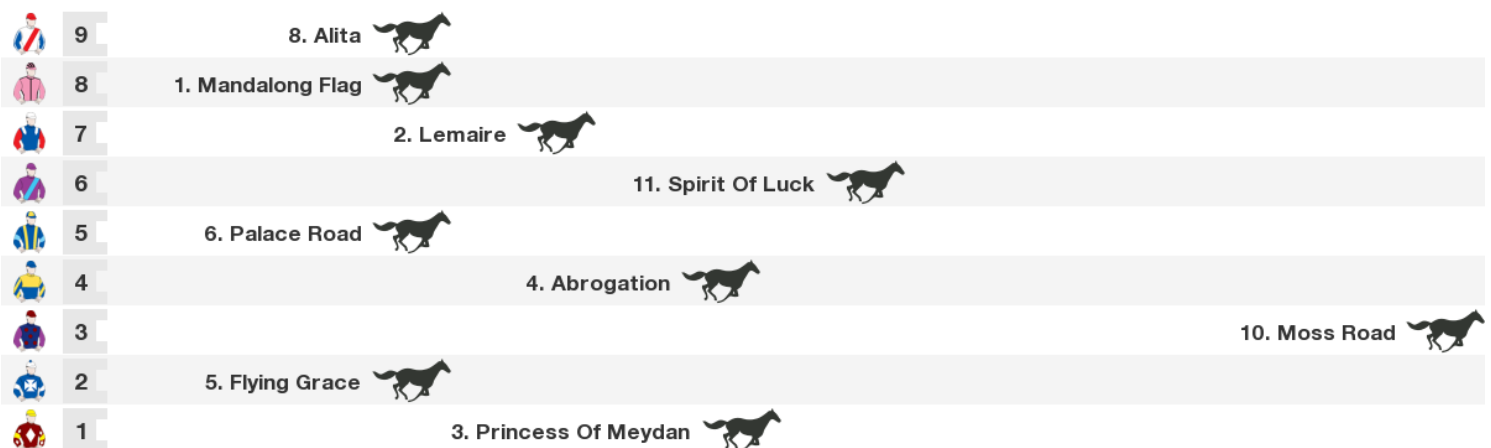 9 8. Alita
8 1. Mandalong Flag
7 2. Lemaire
6 11. Spirit Of Luck
5 6. Palace Road
4 4. Abrogation
3 10. Moss Road
2 5. Flying Grace
1 3. Princess Of Meydan